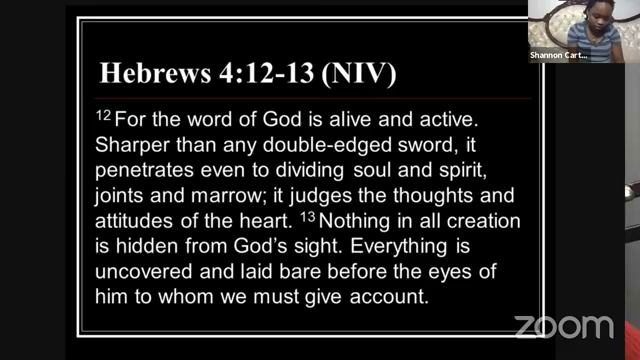 Hebrews 4:12-13 (NIV)
Shannon Cart...
12 For the word of God is alive and active.
Sharper than any double-edged sword, it
penetrates even to dividing soul and spirit,
joints and marrow; it judges the thoughts and
attitudes of the heart. 13 Nothing in all creation
is hidden from God's sight. Everything is
uncovered and laid bare before the eyes of
him to whom we must give account.
zoom